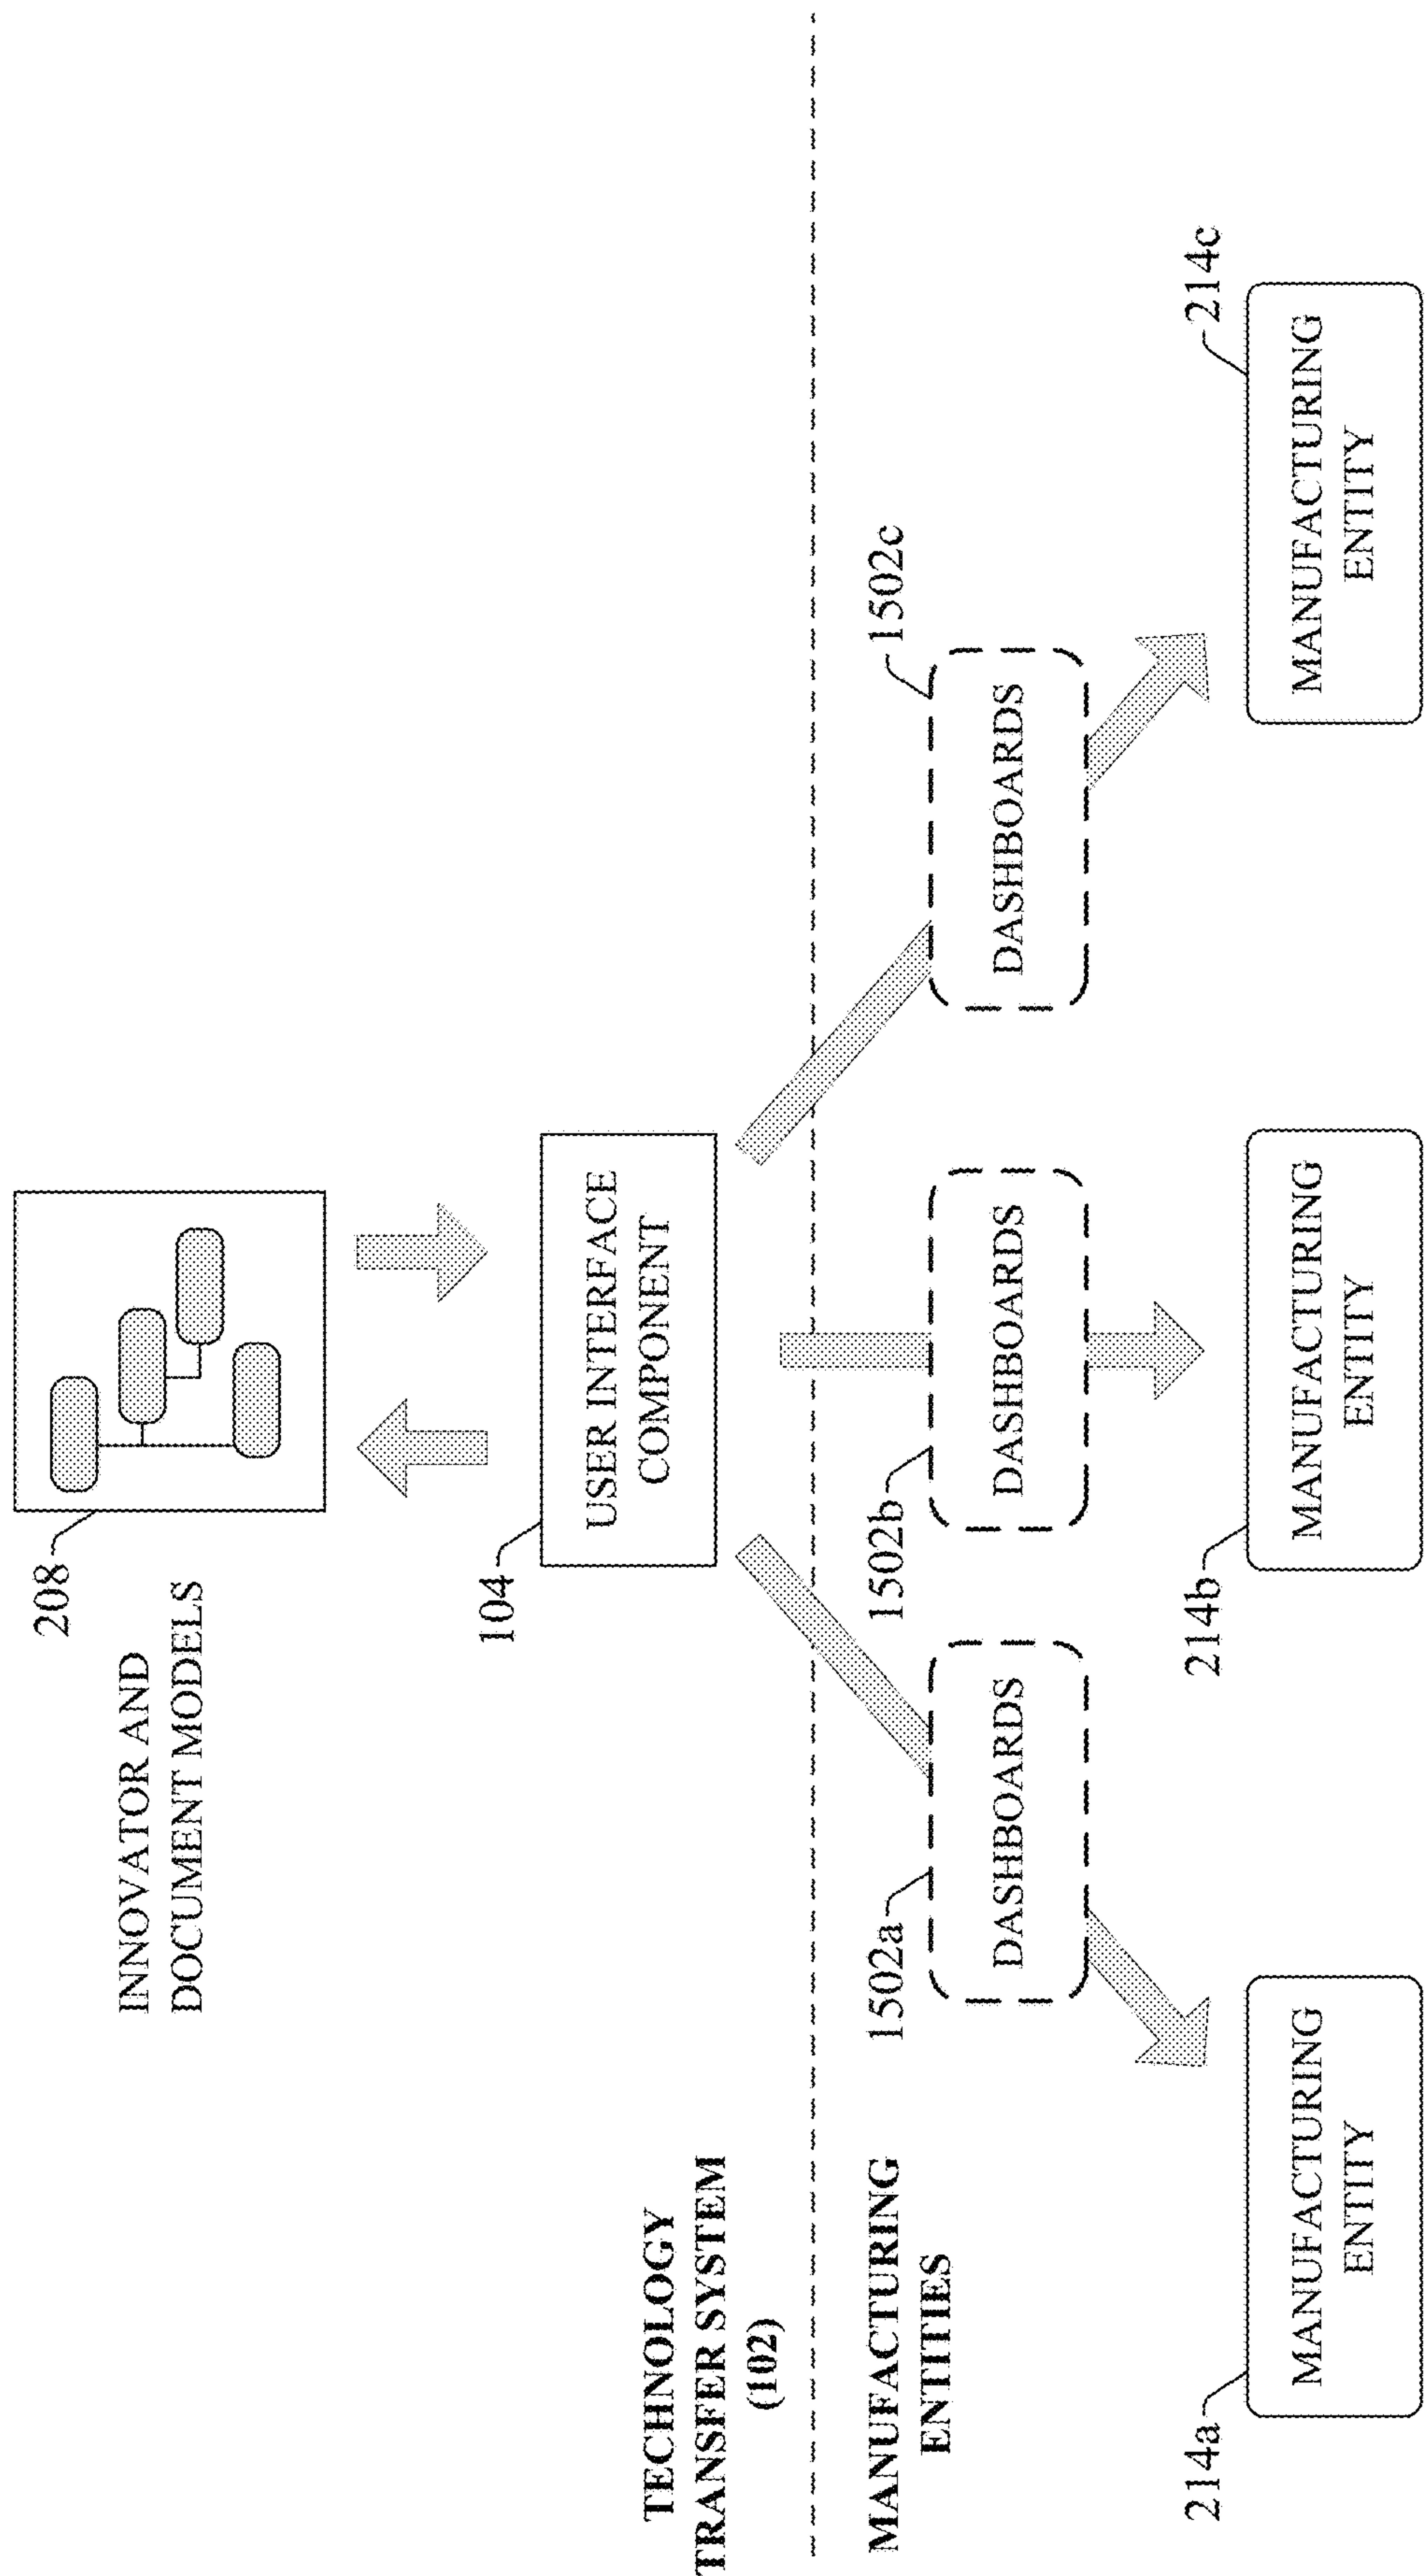 INNOVATOR AND
DOCUMENT MODELS
208
104
USER INTERFACE
COMPONENT
TECHNOLOGY
TRANSFER SYSTEM
(102)
MANUFACTURING
ENTITIES
1502a
DASHBOARDS
1502b
DASHBOARDS
1502c
DASHBOARDS
214a
MANUFACTURING
ENTITY
214b
MANUFACTURING
ENTITY
214c
MANUFACTURING
ENTITY